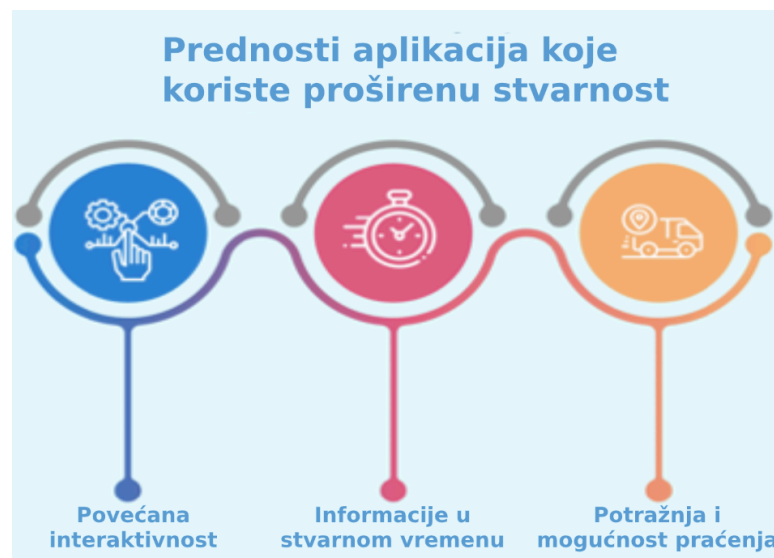 Prednosti aplikacija koje
koriste proširenu stvarnost
Povećana
interaktivnost
Informacije u
stvarnom vremenu
Potražnja i
mogućnost praćenja